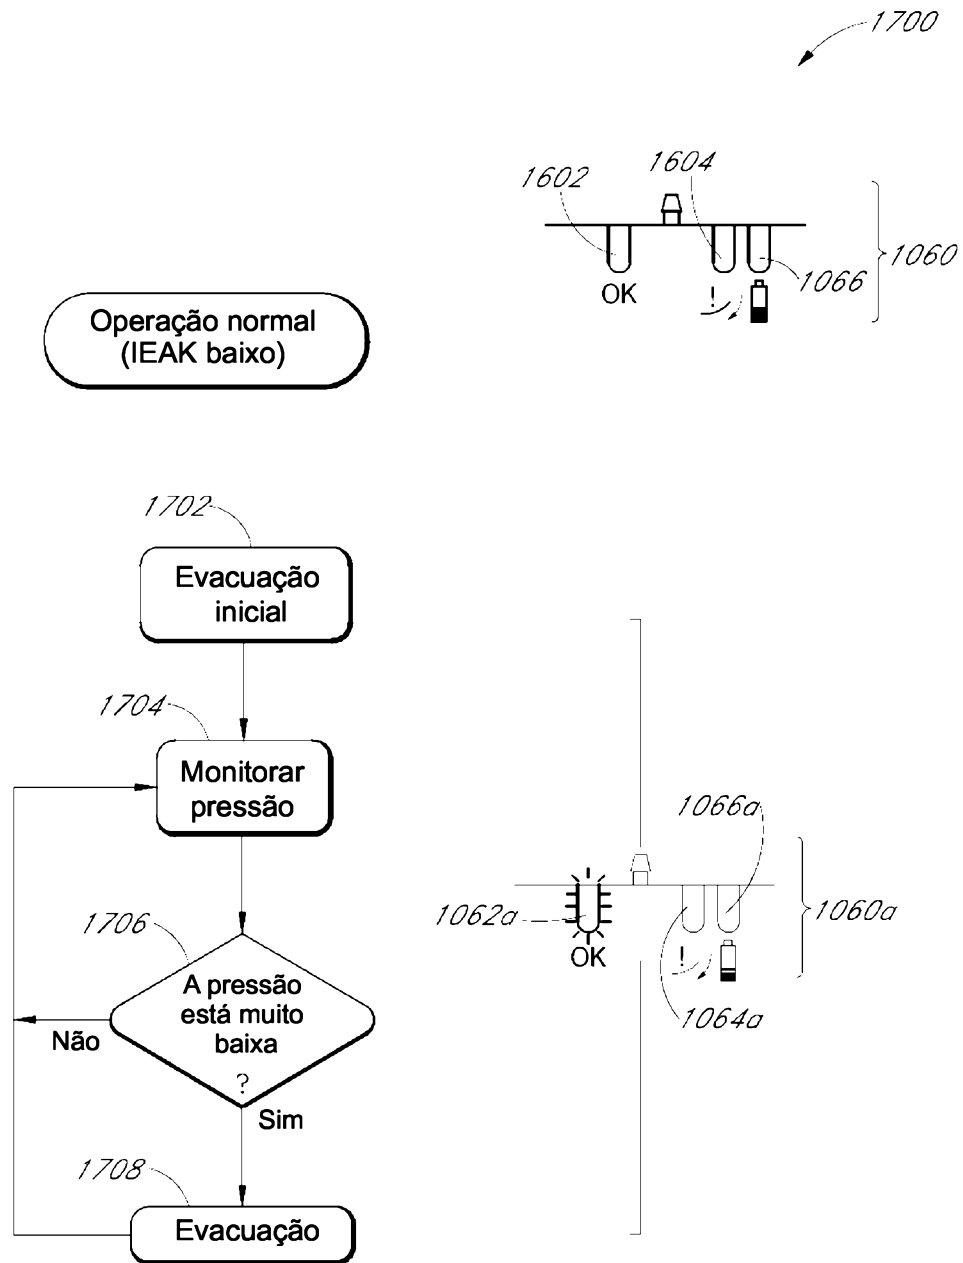 1700
1602
1604
1060
1066
OK
!
Operação normal
(IEAK baixo)
1702
Evacuação
inicial
1704
Monitorar
pressão
1066a
1062a
1060a
OK
!
1064a
1706
A pressão
está muito
baixa
?
Não
Sim
1708
Evacuação